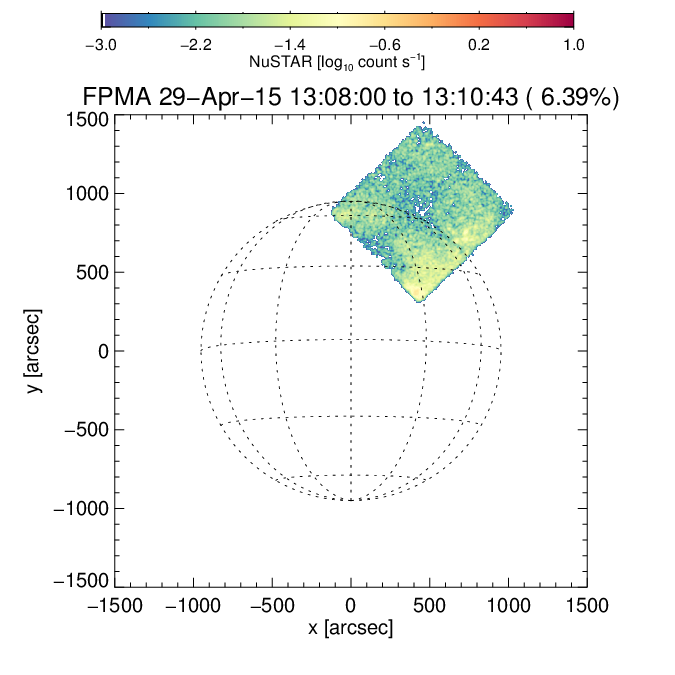 −3.0 −2.2 −1.4 −0.6 0.2 1.0
NuSTAR [log₁₀ count s⁻¹]
FPMA 29−Apr−15 13:08:00 to 13:10:43 ( 6.39%)
1500
1000
500
0
−500
−1000
−1500
y [arcsec]
−1500 −1000 −500 0 500 1000 1500
x [arcsec]